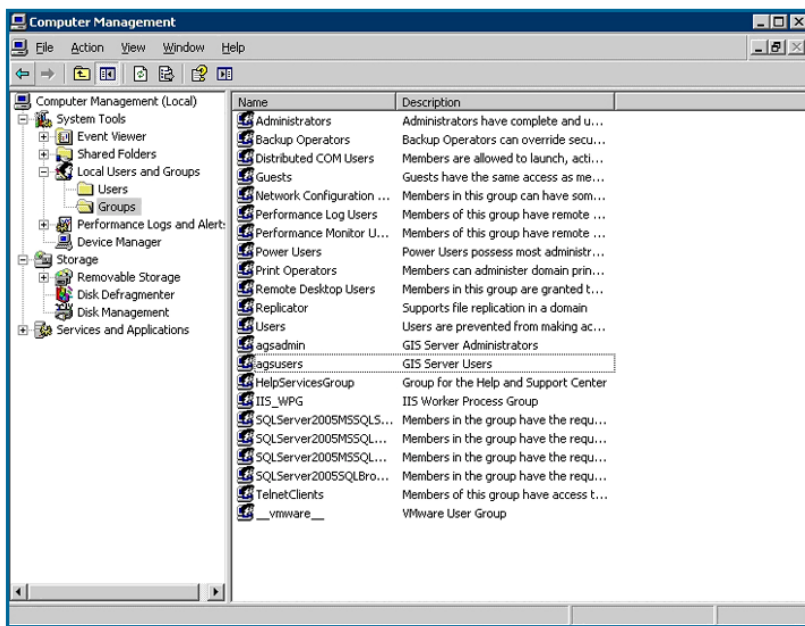 Computer Management
File Action View Window Help
Computer Management (Local)
System Tools
Event Viewer
Shared Folders
Local Users and Groups
Users
Groups
Performance Logs and Alert:
Device Manager
Storage
Removable Storage
Disk Defragmenter
Disk Management
Services and Applications
Name Description
Administrators Administrators have complete and u...
Backup Operators Backup Operators can override secu...
Distributed COM Users Members are allowed to launch, acti...
Guests Guests have the same access as me...
Network Configuration ... Members in this group can have som...
Performance Log Users Members of this group have remote ...
Performance Monitor U... Members of this group have remote ...
Power Users Power Users possess most administr...
Print Operators Members can administer domain prin...
Remote Desktop Users Members in this group are granted t...
Replicator Supports file replication in a domain
Users Users are prevented from making ac...
agsadmin GIS Server Administrators
agsusers GIS Server Users
HelpServicesGroup Group for the Help and Support Center
IIS_WPG IIS Worker Process Group
SQLServer2005MSSQLS... Members in the group have the requ...
SQLServer2005MSSQL... Members in the group have the requ...
SQLServer2005MSSQL... Members in the group have the requ...
SQLServer2005SQLBro... Members in the group have the requ...
TelnetClients Members of this group have access t...
__vmware__ VMware User Group